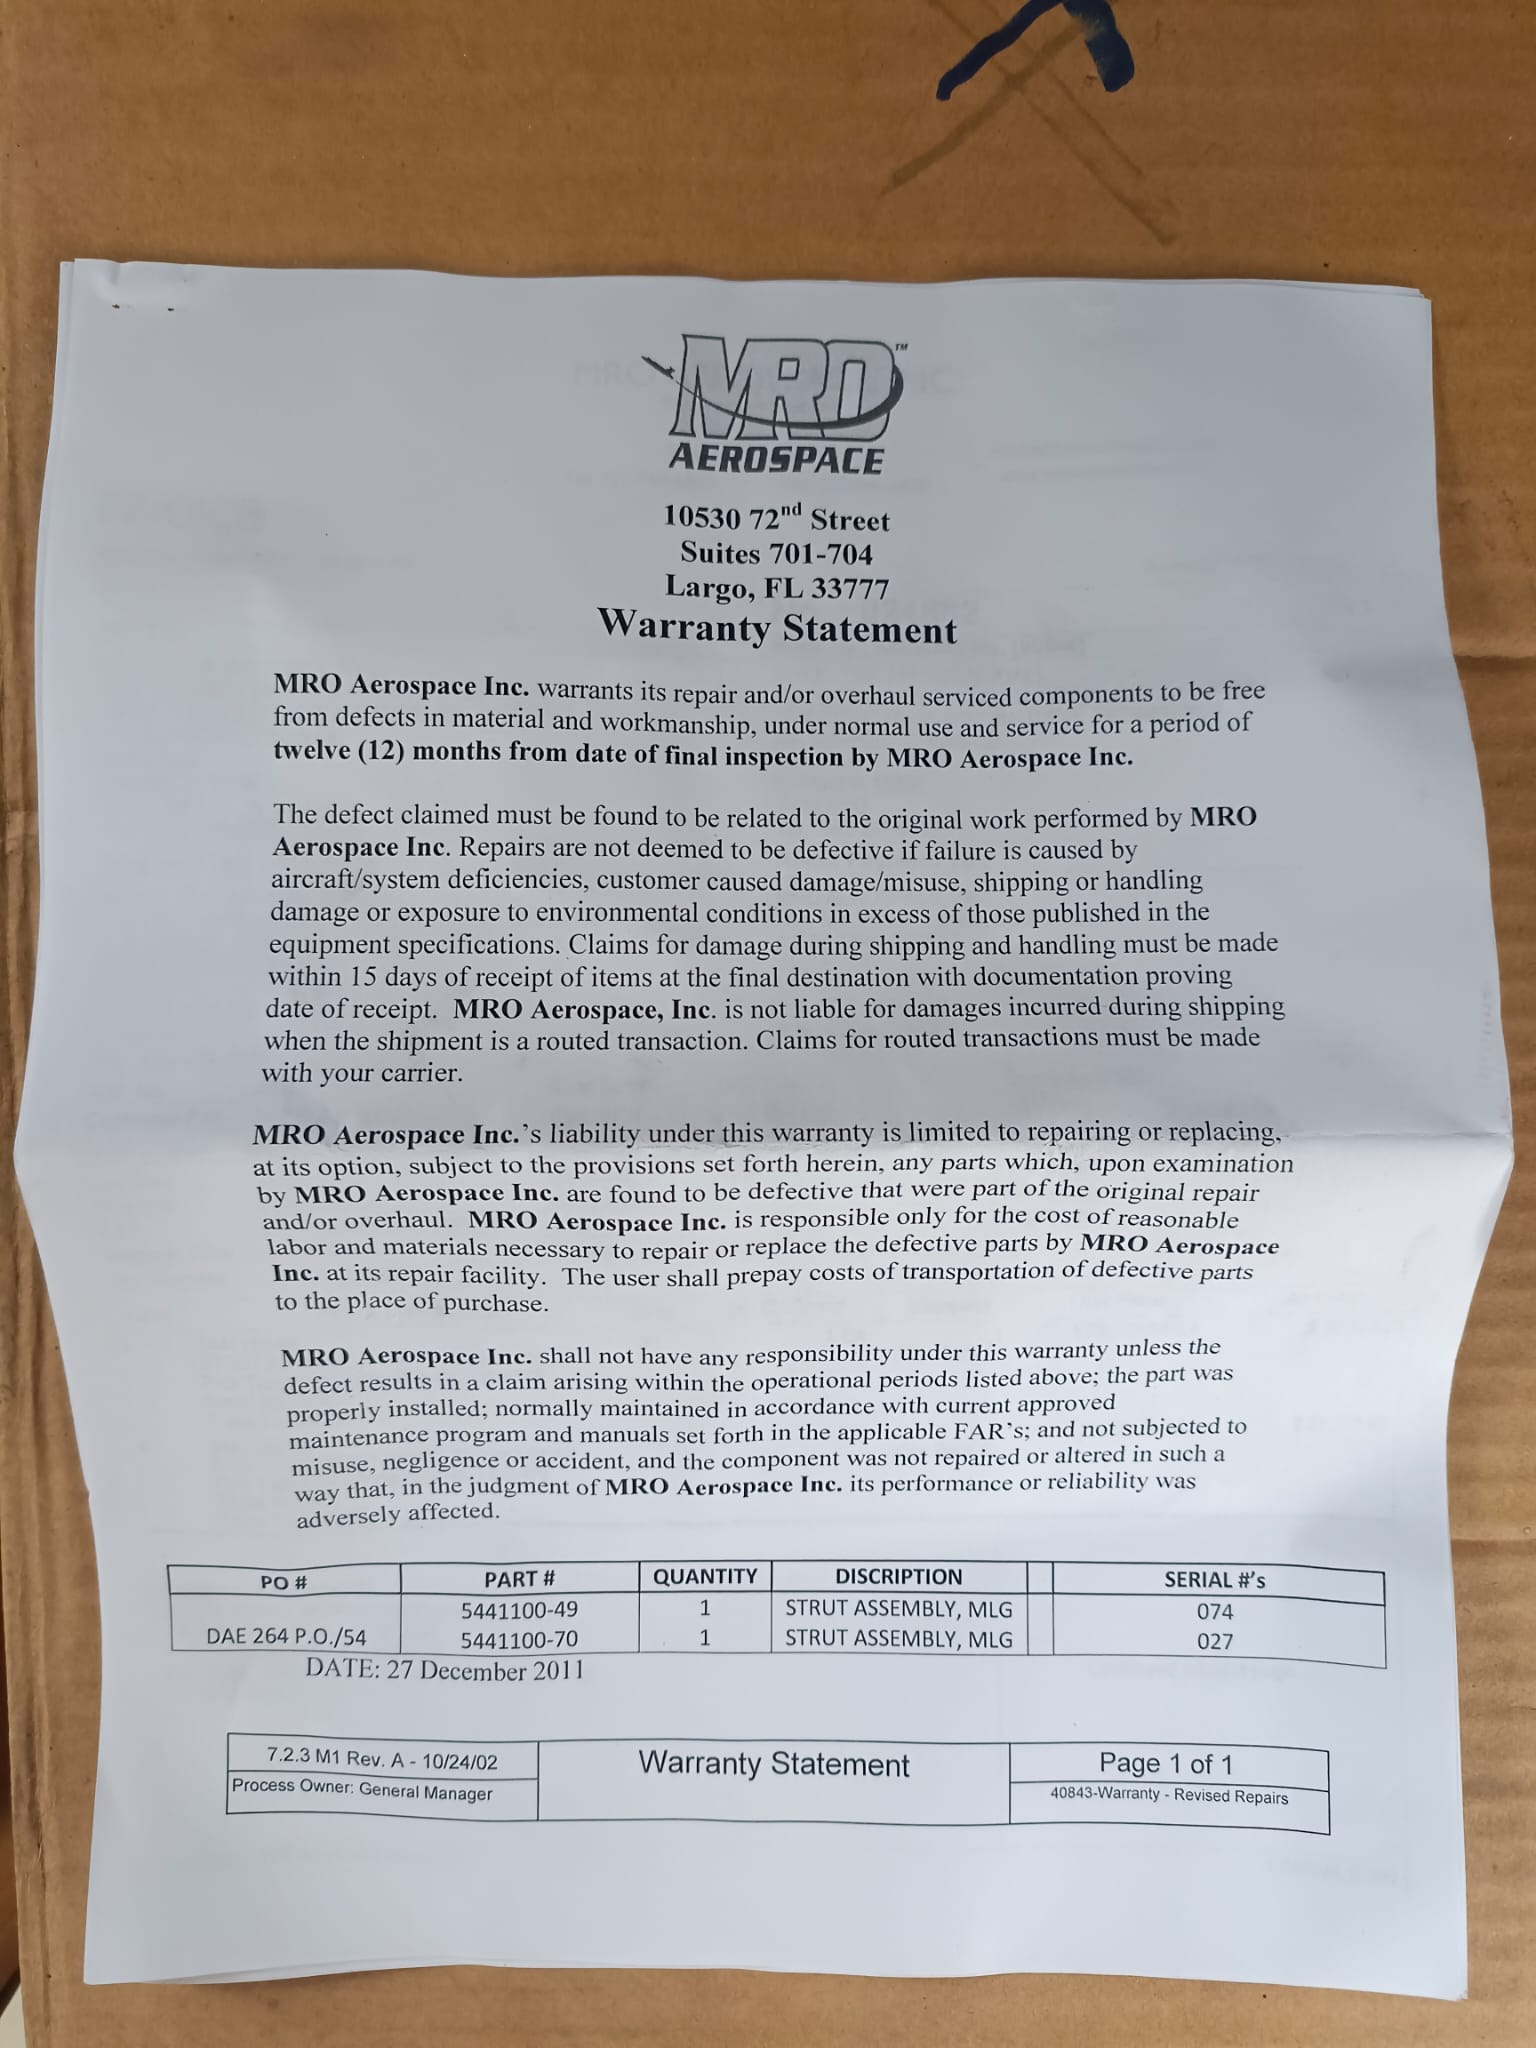 MRO™
AEROSPACE
10530 72nd Street
Suites 701-704
Largo, FL 33777
Warranty Statement
MRO Aerospace Inc. warrants its repair and/or overhaul serviced components to be free
from defects in material and workmanship, under normal use and service for a period of
twelve (12) months from date of final inspection by MRO Aerospace Inc.
The defect claimed must be found to be related to the original work performed by MRO
Aerospace Inc. Repairs are not deemed to be defective if failure is caused by
aircraft/system deficiencies, customer caused damage/misuse, shipping or handling
damage or exposure to environmental conditions in excess of those published in the
equipment specifications. Claims for damage during shipping and handling must be made
within 15 days of receipt of items at the final destination with documentation proving
date of receipt. MRO Aerospace, Inc. is not liable for damages incurred during shipping
when the shipment is a routed transaction. Claims for routed transactions must be made
with your carrier.
MRO Aerospace Inc.'s liability under this warranty is limited to repairing or replacing,
at its option, subject to the provisions set forth herein, any parts which, upon examination
by MRO Aerospace Inc. are found to be defective that were part of the original repair
and/or overhaul. MRO Aerospace Inc. is responsible only for the cost of reasonable
labor and materials necessary to repair or replace the defective parts by MRO Aerospace
Inc. at its repair facility. The user shall prepay costs of transportation of defective parts
to the place of purchase.
MRO Aerospace Inc. shall not have any responsibility under this warranty unless the
defect results in a claim arising within the operational periods listed above; the part was
properly installed; normally maintained in accordance with current approved
maintenance program and manuals set forth in the applicable FAR's; and not subjected to
misuse, negligence or accident, and the component was not repaired or altered in such a
way that, in the judgment of MRO Aerospace Inc. its performance or reliability was
adversely affected.
PO # PART # QUANTITY DISCRIPTION SERIAL #'s
5441100-49 1 STRUT ASSEMBLY, MLG 074
DAE 264 P.O./54 5441100-70 1 STRUT ASSEMBLY, MLG 027
DATE: 27 December 2011
7.2.3 M1 Rev. A - 10/24/02 Warranty Statement Page 1 of 1
Process Owner: General Manager 40843-Warranty - Revised Repairs